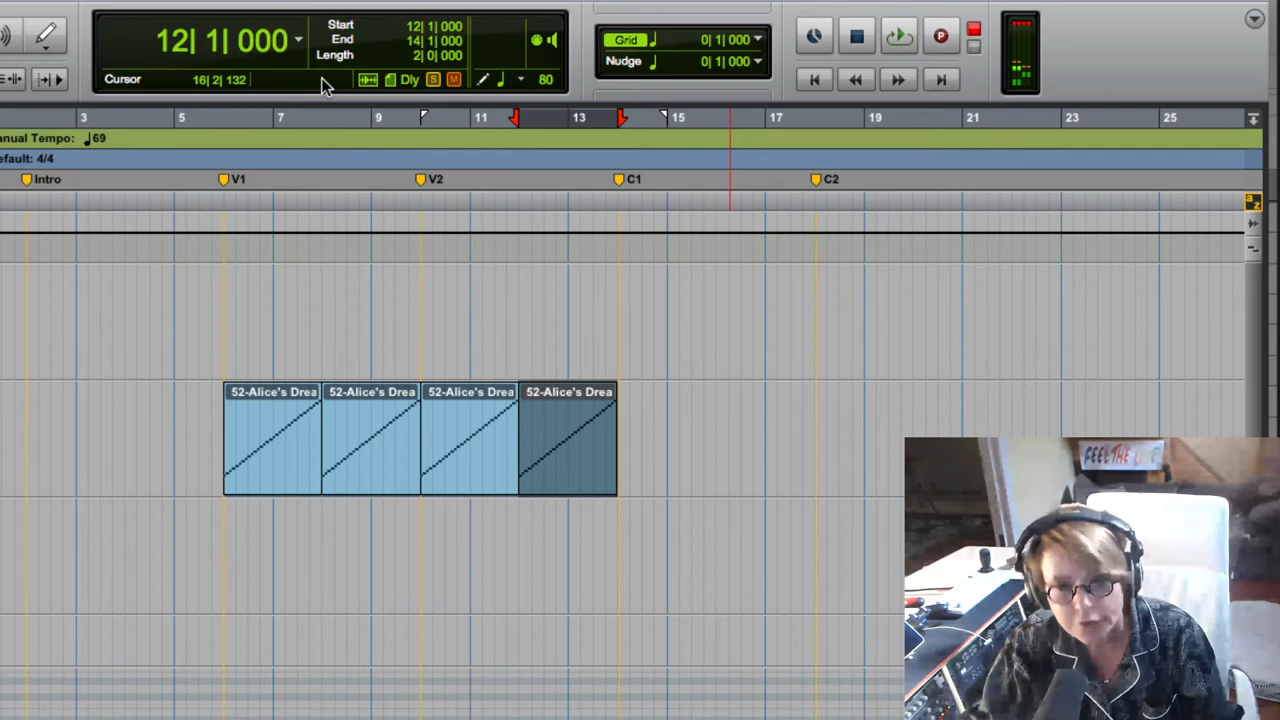 12| 1| 000
Start 12| 1| 000
End 14| 1| 000
Length 2| 0| 000
Cursor 16| 2| 132
Dly S M 80
Grid 0| 1| 000
Nudge 0| 1| 000
P
3 5 7 9 11 13 15 17 19 21 23 25
anual Tempo: 69
efault: 4/4
Intro V1 V2 C1 C2
a z
52-Alice's Drea 52-Alice's Drea 52-Alice's Drea 52-Alice's Drea
FEEL THE